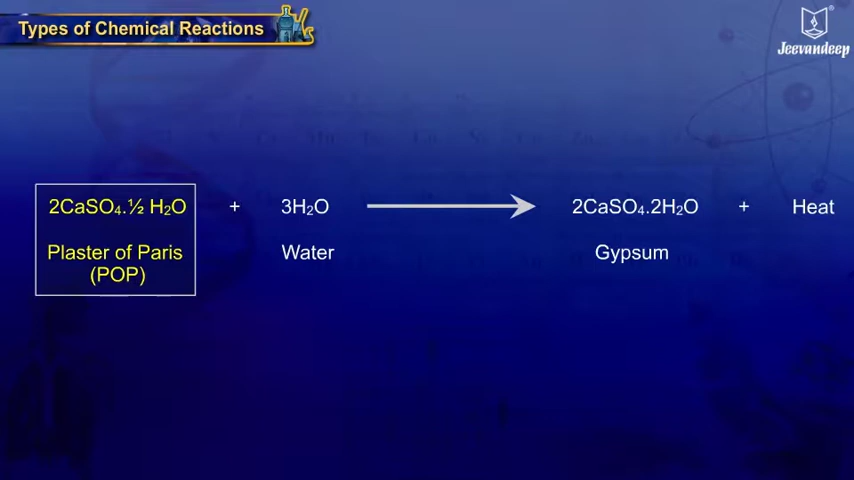 Types of Chemical Reactions
Jeevandeep®
2CaSO₄.½ H₂O + 3H₂O ⟶ 2CaSO₄.2H₂O + Heat
Plaster of Paris Water Gypsum
(POP)